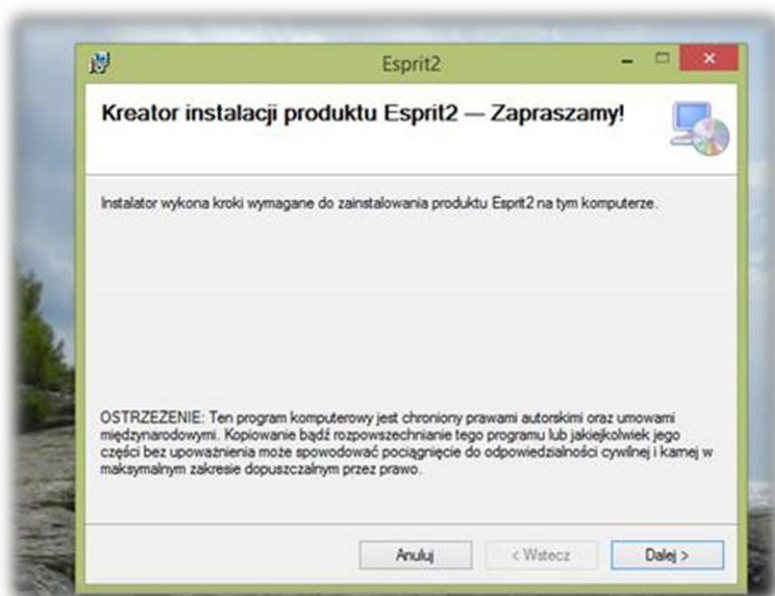 Esprit2
Kreator instalacji produktu Esprit2 — Zapraszamy!
Instalator wykona kroki wymagane do zainstalowania produktu Esprit2 na tym komputerze.
OSTRZEŻENIE: Ten program komputerowy jest chroniony prawami autorskimi oraz umowami
międzynarodowymi. Kopiowanie bądź rozpowszechnianie tego programu lub jakiejkolwiek jego
części bez upoważnienia może spowodować pociągnięcie do odpowiedzialności cywilnej i karnej w
maksymalnym zakresie dopuszczalnym przez prawo.
Anuluj
< Wstecz
Dalej >